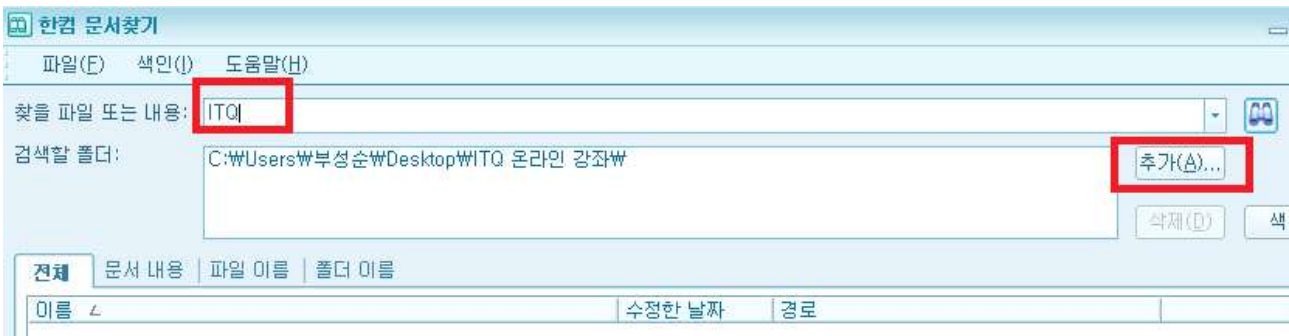 한컴 문서찾기
파일(F) 색인(I) 도움말(H)
찾을 파일 또는 내용: ITQ
검색할 폴더: C:₩Users₩부성순₩Desktop₩ITQ 온라인 강좌₩ 추가(A)...
삭제(D) 색
전체 문서 내용 파일 이름 폴더 이름
이름 수정한 날짜 경로